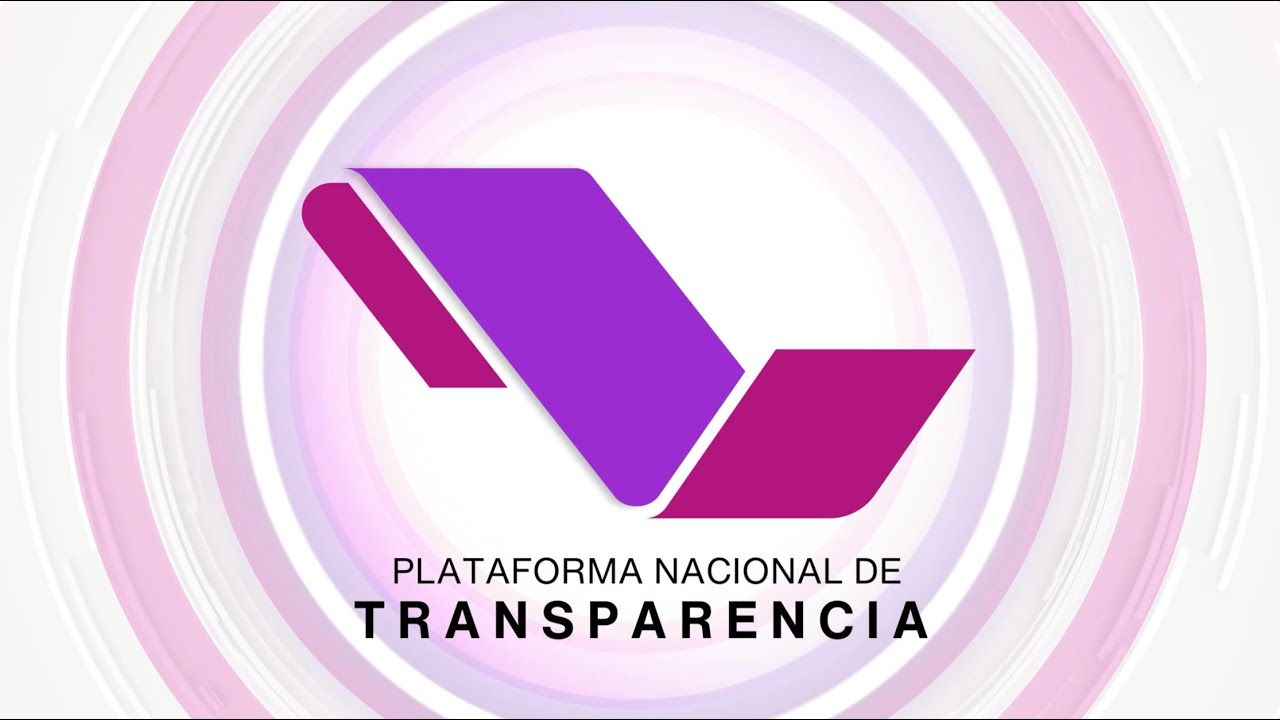 PLATAFORMA NACIONAL DE
TRANSPARENCIA